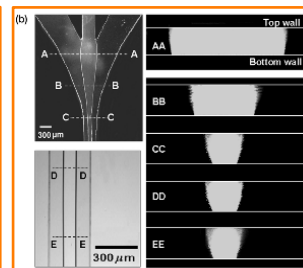 (b)
A A
B B
C C
300 μm
D D
E E
300 μm
Top wall
AA
Bottom wall
BB
CC
DD
EE